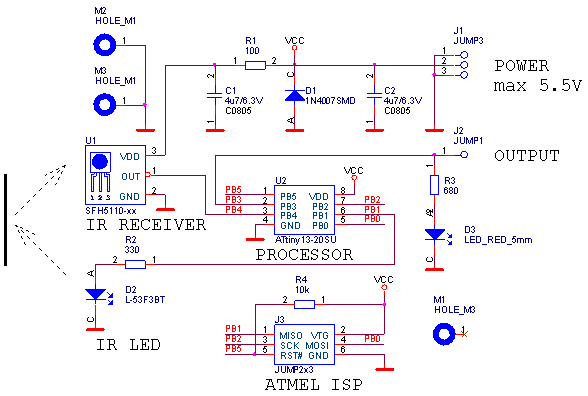 M2
HOLE_M1
1
M3
HOLE_M1
1
R1
100
2 1
VCC
J1
JUMP3
1
2
3
POWER
max 5.5V
2 C1
4u7/6.3V
C0805
1
C D1
1N4007SMD
A
2 C2
4u7/6.3V
C0805
1
U1
VDD 3
OUT 1
GND 2
1 2 3
SFH5110-xx
IR RECEIVER
J2
JUMP1
1
OUTPUT
VCC
U2
PB5 1 PB5 VDD 8
PB3 2 PB3 PB2 7 PB2
PB4 3 PB4 PB1 6 PB1
4 GND PB0 5 PB0
ATtiny13-20SU
PROCESSOR
1
R3
680
2
A
D3
LED_RED_5mm
C
R2
330
2 1
A
D2
L-53F3BT
C
IR LED
R4
10k
2 1
VCC
J3
PB1 1 MISO VTG 2
PB2 3 SCK MOSI 4 PB0
PB5 5 RST# GND 6
JUMP2x3
ATMEL ISP
M1
HOLE_M3
1